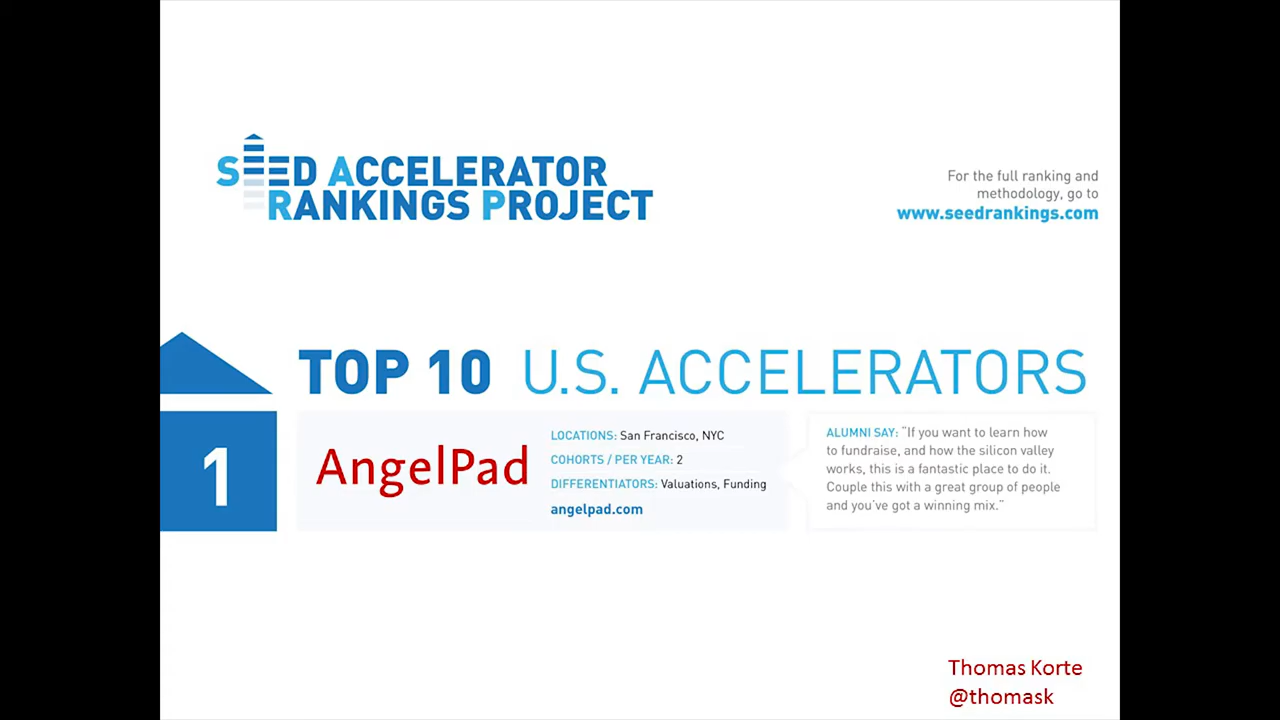 SEED ACCELERATOR
RANKINGS PROJECT
For the full ranking and
methodology, go to
www.seedrankings.com
TOP 10 U.S. ACCELERATORS
1
AngelPad
LOCATIONS: San Francisco, NYC
COHORTS / PER YEAR: 2
DIFFERENTIATORS: Valuations, Funding
angelpad.com
ALUMNI SAY: “If you want to learn how
to fundraise, and how the silicon valley
works, this is a fantastic place to do it.
Couple this with a great group of people
and you’ve got a winning mix.”
Thomas Korte
@thomask